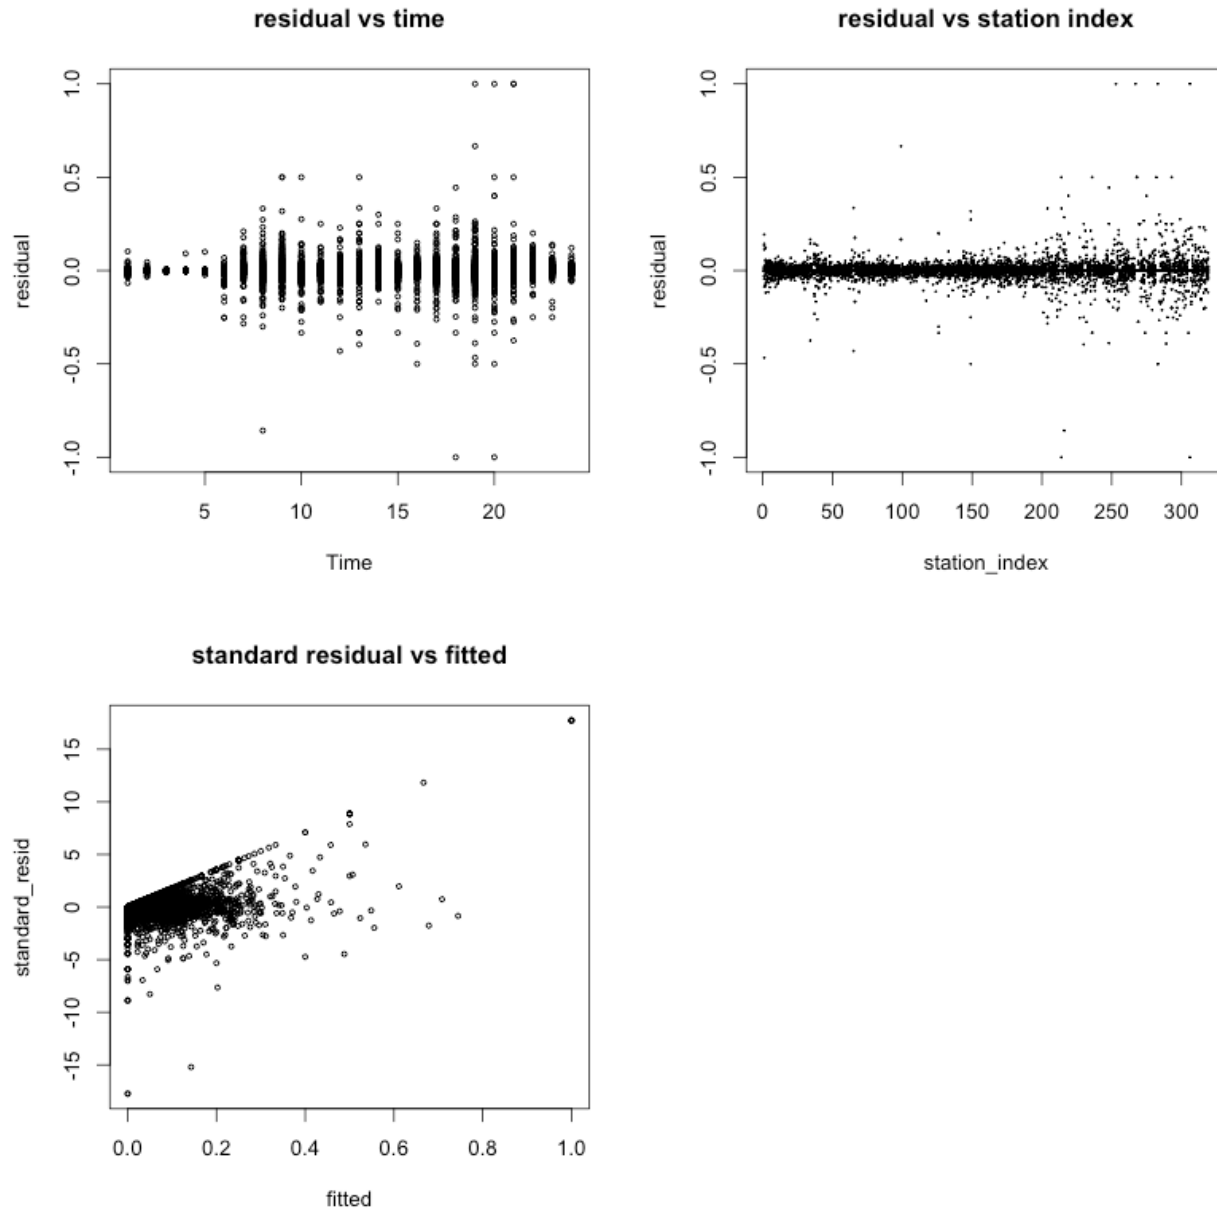 residual vs time
residual
1.0
0.5
0.0
-0.5
-1.0
5 10 15 20
Time
residual vs station index
residual
1.0
0.5
0.0
-0.5
-1.0
0 50 100 150 200 250 300
station_index
standard residual vs fitted
standard_resid
15
10
5
0
-5
-10
-15
0.0 0.2 0.4 0.6 0.8 1.0
fitted